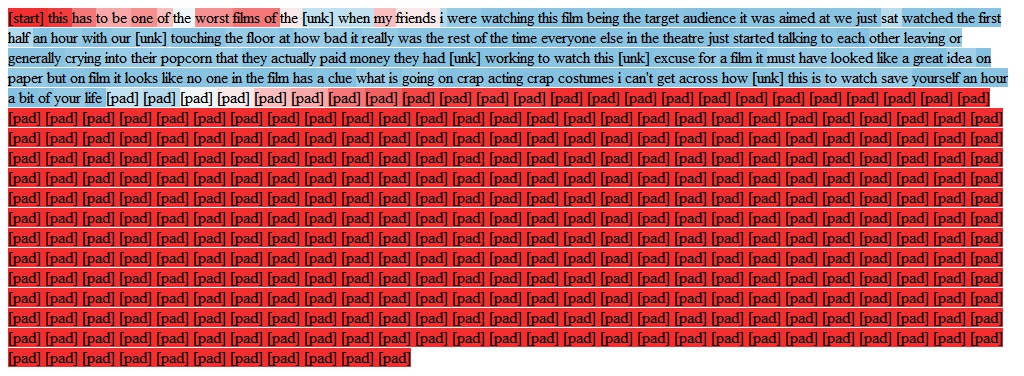 [start] this has to be one of the worst films of the [unk] when my friends i were watching this film being the target audience it was aimed at we just sat watched the first
half an hour with our [unk] touching the floor at how bad it really was the rest of the time everyone else in the theatre just started talking to each other leaving or
generally crying into their popcorn that they actually paid money they had [unk] working to watch this [unk] excuse for a film it must have looked like a great idea on
paper but on film it looks like no one in the film has a clue what is going on crap acting crap costumes i can't get across how [unk] this is to watch save yourself an hour
a bit of your life [pad] [pad] [pad] [pad] [pad] [pad] [pad] [pad] [pad] [pad] [pad] [pad] [pad] [pad] [pad] [pad] [pad] [pad] [pad] [pad] [pad] [pad] [pad] [pad]
[pad] [pad] [pad] [pad] [pad] [pad] [pad] [pad] [pad] [pad] [pad] [pad] [pad] [pad] [pad] [pad] [pad] [pad] [pad] [pad] [pad] [pad] [pad] [pad] [pad] [pad] [pad]
[pad] [pad] [pad] [pad] [pad] [pad] [pad] [pad] [pad] [pad] [pad] [pad] [pad] [pad] [pad] [pad] [pad] [pad] [pad] [pad] [pad] [pad] [pad] [pad] [pad] [pad] [pad]
[pad] [pad] [pad] [pad] [pad] [pad] [pad] [pad] [pad] [pad] [pad] [pad] [pad] [pad] [pad] [pad] [pad] [pad] [pad] [pad] [pad] [pad] [pad] [pad] [pad] [pad] [pad]
[pad] [pad] [pad] [pad] [pad] [pad] [pad] [pad] [pad] [pad] [pad] [pad] [pad] [pad] [pad] [pad] [pad] [pad] [pad] [pad] [pad] [pad] [pad] [pad] [pad] [pad] [pad]
[pad] [pad] [pad] [pad] [pad] [pad] [pad] [pad] [pad] [pad] [pad] [pad] [pad] [pad] [pad] [pad] [pad] [pad] [pad] [pad] [pad] [pad] [pad] [pad] [pad] [pad] [pad]
[pad] [pad] [pad] [pad] [pad] [pad] [pad] [pad] [pad] [pad] [pad] [pad] [pad] [pad] [pad] [pad] [pad] [pad] [pad] [pad] [pad] [pad] [pad] [pad] [pad] [pad] [pad]
[pad] [pad] [pad] [pad] [pad] [pad] [pad] [pad] [pad] [pad] [pad] [pad] [pad] [pad] [pad] [pad] [pad] [pad] [pad] [pad] [pad] [pad] [pad] [pad] [pad] [pad] [pad]
[pad] [pad] [pad] [pad] [pad] [pad] [pad] [pad] [pad] [pad] [pad] [pad] [pad] [pad] [pad] [pad] [pad] [pad] [pad] [pad] [pad] [pad] [pad] [pad] [pad] [pad] [pad]
[pad] [pad] [pad] [pad] [pad] [pad] [pad] [pad] [pad] [pad] [pad] [pad] [pad] [pad] [pad] [pad] [pad] [pad] [pad] [pad] [pad] [pad] [pad] [pad] [pad] [pad] [pad]
[pad] [pad] [pad] [pad] [pad] [pad] [pad] [pad] [pad] [pad] [pad] [pad] [pad] [pad] [pad] [pad] [pad] [pad] [pad] [pad] [pad] [pad] [pad] [pad] [pad] [pad] [pad]
[pad] [pad] [pad] [pad] [pad] [pad] [pad] [pad] [pad] [pad] [pad] [pad] [pad] [pad] [pad] [pad] [pad] [pad] [pad] [pad] [pad] [pad] [pad] [pad] [pad] [pad] [pad]
[pad] [pad] [pad] [pad] [pad] [pad] [pad] [pad] [pad] [pad] [pad] [pad] [pad] [pad] [pad] [pad] [pad] [pad] [pad] [pad] [pad] [pad] [pad] [pad] [pad] [pad] [pad]
[pad] [pad] [pad] [pad] [pad] [pad] [pad] [pad] [pad] [pad] [pad]